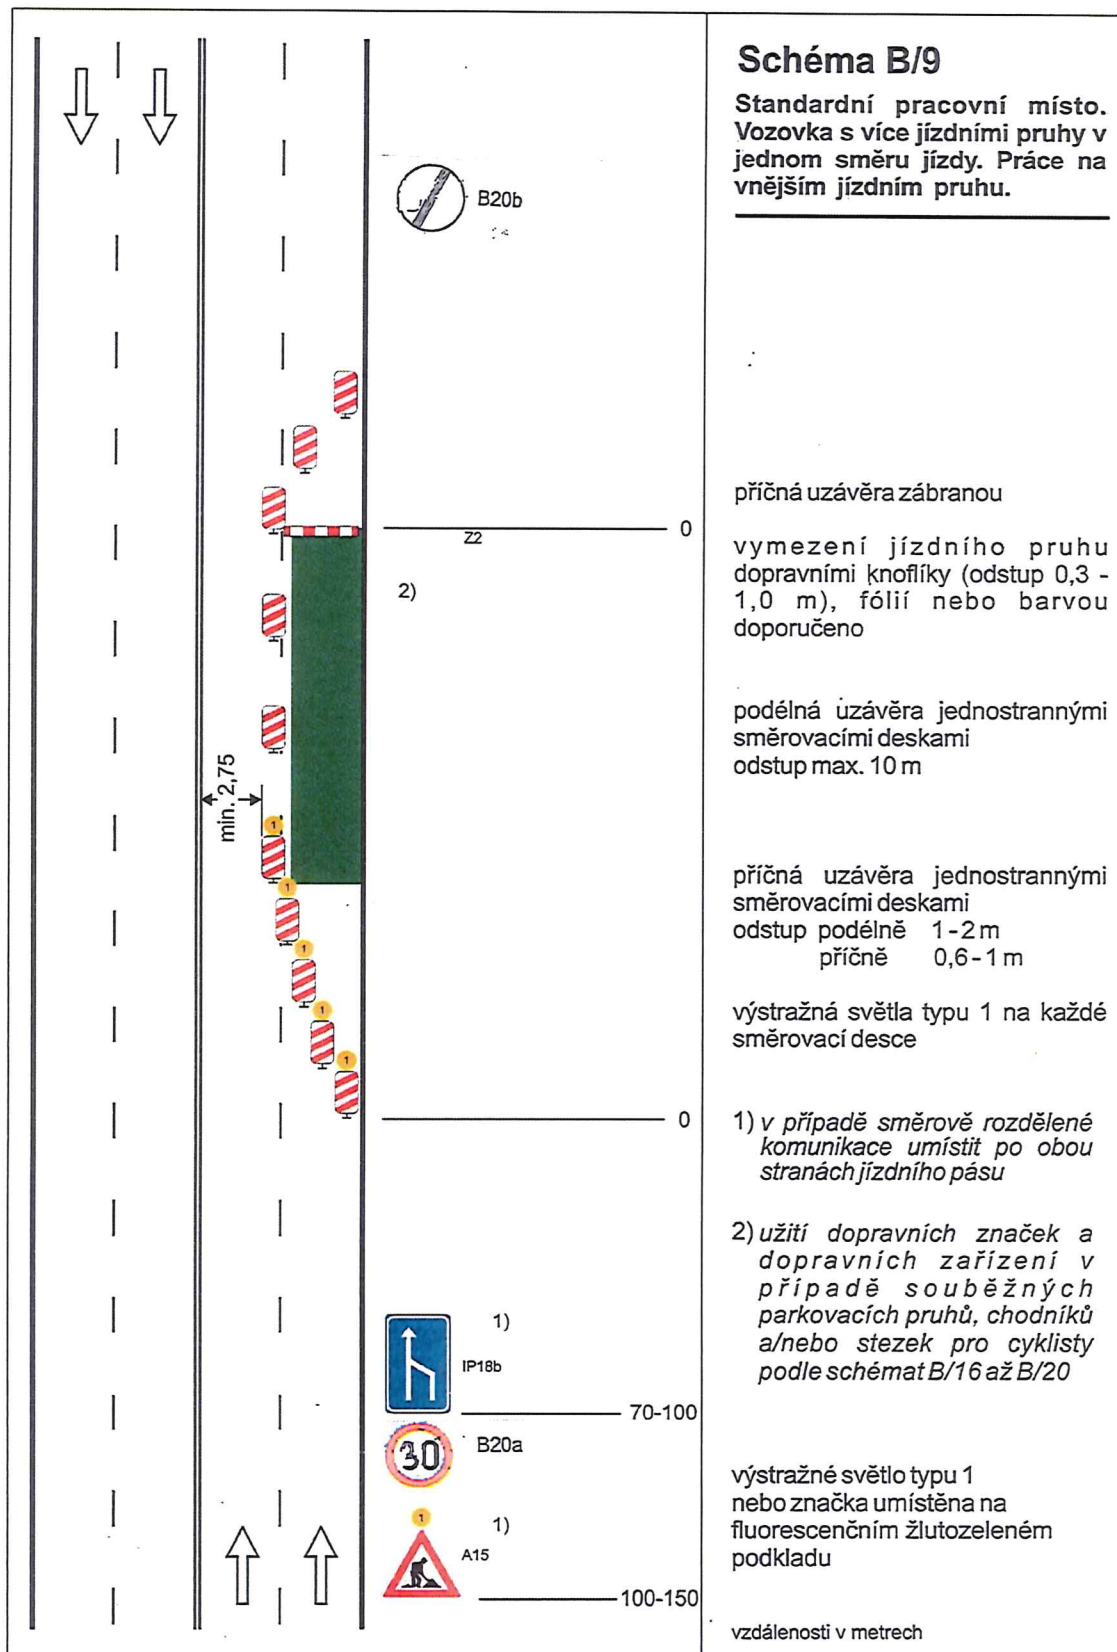 Schéma B/9
Standardní pracovní místo.
Vozovka s více jízdními pruhy v
jednom směru jízdy. Práce na
vnějším jízdním pruhu.
B20b
příčná uzávěra zábranou
0
Z2
vymezení jízdního pruhu
dopravními knoflíky (odstup 0,3 -
1,0 m), fólií nebo barvou
doporučeno
2)
podélná uzávěra jednostrannými
směrovacími deskami
odstup max. 10 m
min. 2,75
1
1
1
1
1
příčná uzávěra jednostrannými
směrovacími deskami
odstup podélně 1-2 m
příčně 0,6-1 m
výstražná světla typu 1 na každé
směrovací desce
0
1) v případě směrově rozdělené
komunikace umístit po obou
stranách jízdního pásu
2) užití dopravních značek a
dopravních zařízení v
případě souběžných
parkovacích pruhů, chodníků
a/nebo stezek pro cyklisty
podle schémat B/16 až B/20
1)
IP18b
70-100
30
B20a
výstražné světlo typu 1
nebo značka umístěna na
fluorescenčním žlutozeleném
podkladu
1
1)
A15
100-150
vzdálenosti v metrech